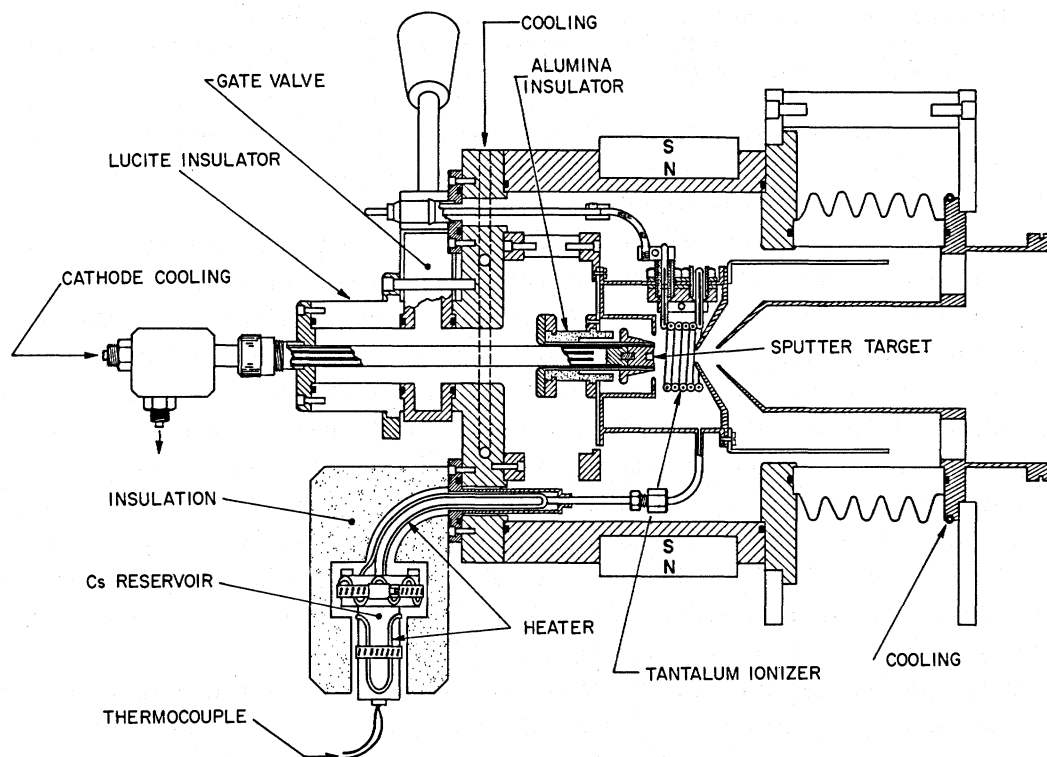 COOLING
ALUMINA
INSULATOR
GATE VALVE
LUCITE INSULATOR
S
N
CATHODE COOLING
SPUTTER TARGET
INSULATION
S
N
Cs RESERVOIR
HEATER
TANTALUM IONIZER
COOLING
THERMOCOUPLE